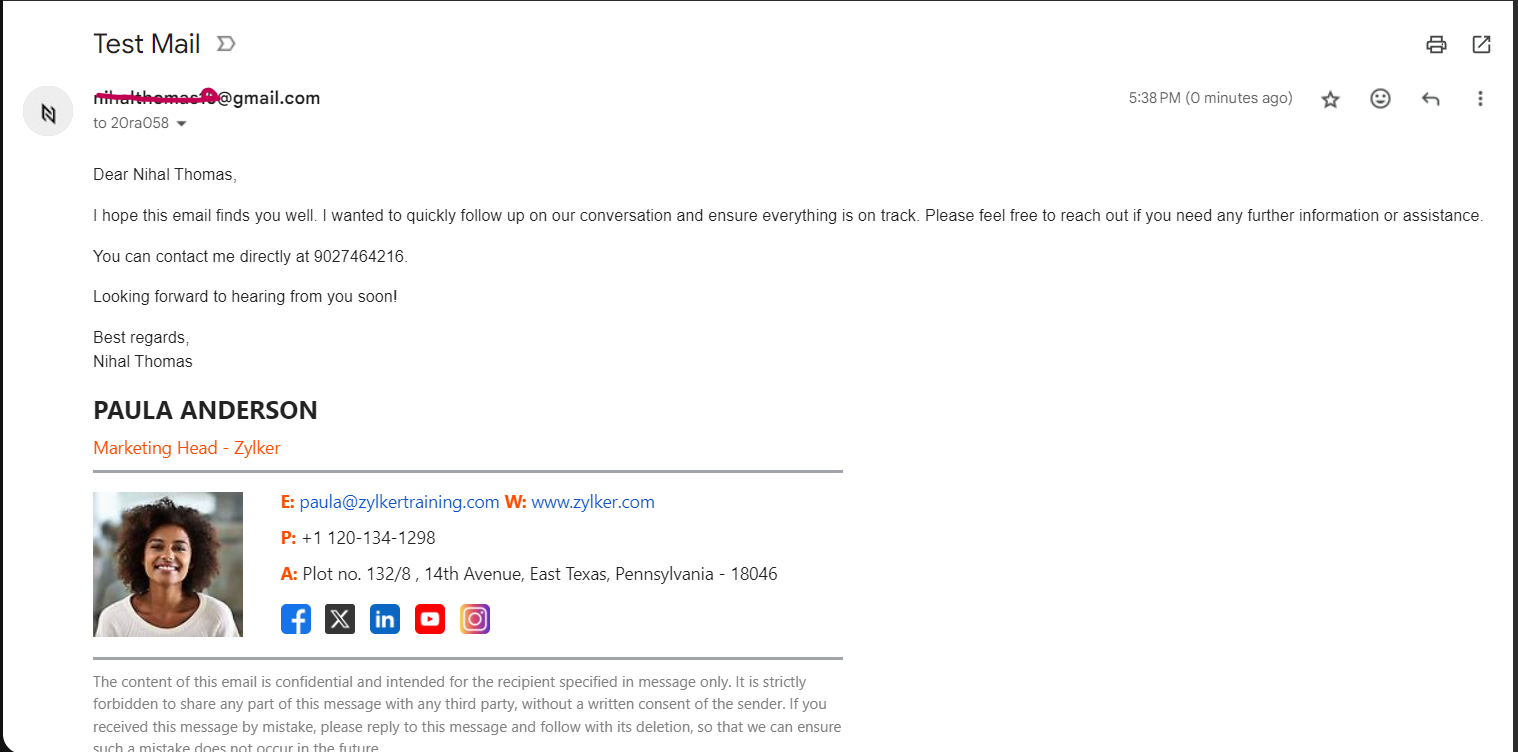 Test Mail
@gmail.com
5:38 PM (0 minutes ago)
to 20ra058
Dear Nihal Thomas,
I hope this email finds you well. I wanted to quickly follow up on our conversation and ensure everything is on track. Please feel free to reach out if you need any further information or assistance.
You can contact me directly at 9027464216.
Looking forward to hearing from you soon!
Best regards,
Nihal Thomas
PAULA ANDERSON
Marketing Head - Zylker
E: paula@zylkertraining.com W: www.zylker.com
P: +1 120-134-1298
A: Plot no. 132/8 , 14th Avenue, East Texas, Pennsylvania - 18046
The content of this email is confidential and intended for the recipient specified in message only. It is strictly
forbidden to share any part of this message with any third party, without a written consent of the sender. If you
received this message by mistake, please reply to this message and follow with its deletion, so that we can ensure
such a mistake does not occur in the future.